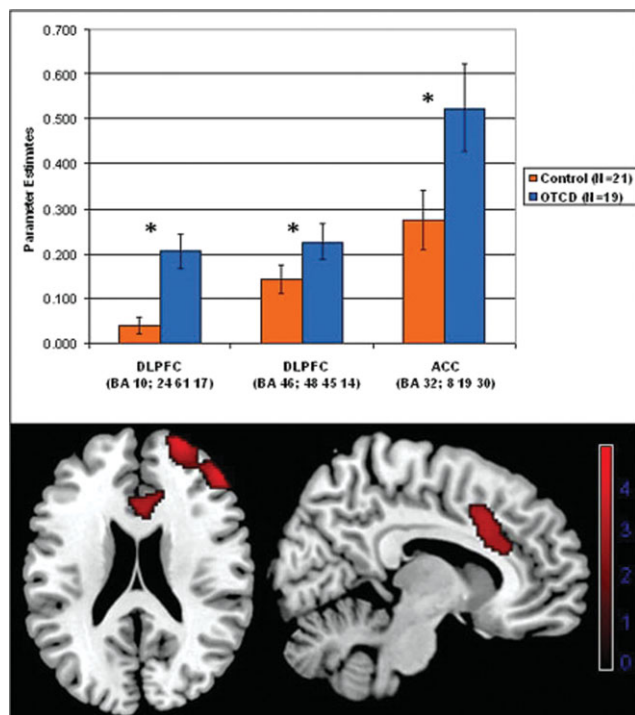 0.700
0.600
0.500
0.400
0.300
0.200
0.100
0.000
Parameter Estimates
*
*
*
Control (N=21)
OTCD (N=19)
DLPFC
(BA 10; 24 61 17)
DLPFC
(BA 46; 48 45 14)
ACC
(BA 32; 8 19 30)
4
3
2
1
0